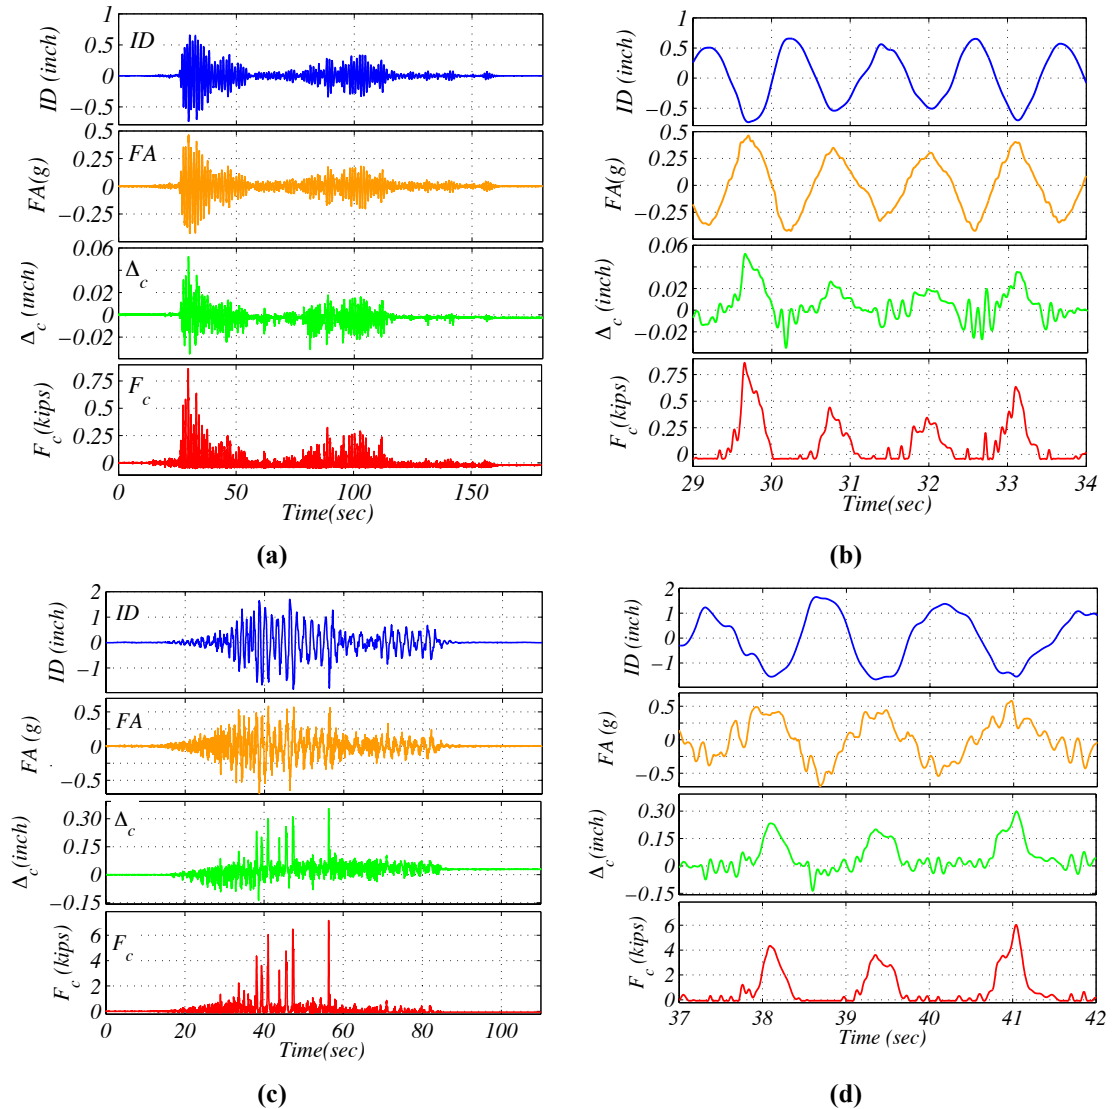 1
ID
0.5
0
−0.5
ID (inch)
0.5
FA
0.25
0
−0.25
FA(g)
0.06
Δc
0.02
−0.02
Δc (inch)
Fc
0.75
0.5
0.25
0
Fc(kips)
0 50 100 150
Time(sec)
(a)
1
0.5
0
−0.5
ID (inch)
0.5
0.25
0
−0.25
FA(g)
0.06
0.02
−0.02
Δc (inch)
0.75
0.5
0.25
0
Fc(kips)
29 30 31 32 33 34
Time(sec)
(b)
2
ID
1
0
−1
ID (inch)
0.5
FA
0
−0.5
FA (g)
0.30
Δc
0.15
0
−0.15
Δc(inch)
6
Fc
4
2
0
Fc (kips)
0 20 40 60 80 100
Time(sec)
(c)
2
1
0
−1
ID (inch)
0.5
0
−0.5
FA (g)
0.30
0.15
0
−0.15
Δc(inch)
6
4
2
0
Fc (kips)
37 38 39 40 41 42
Time (sec)
(d)